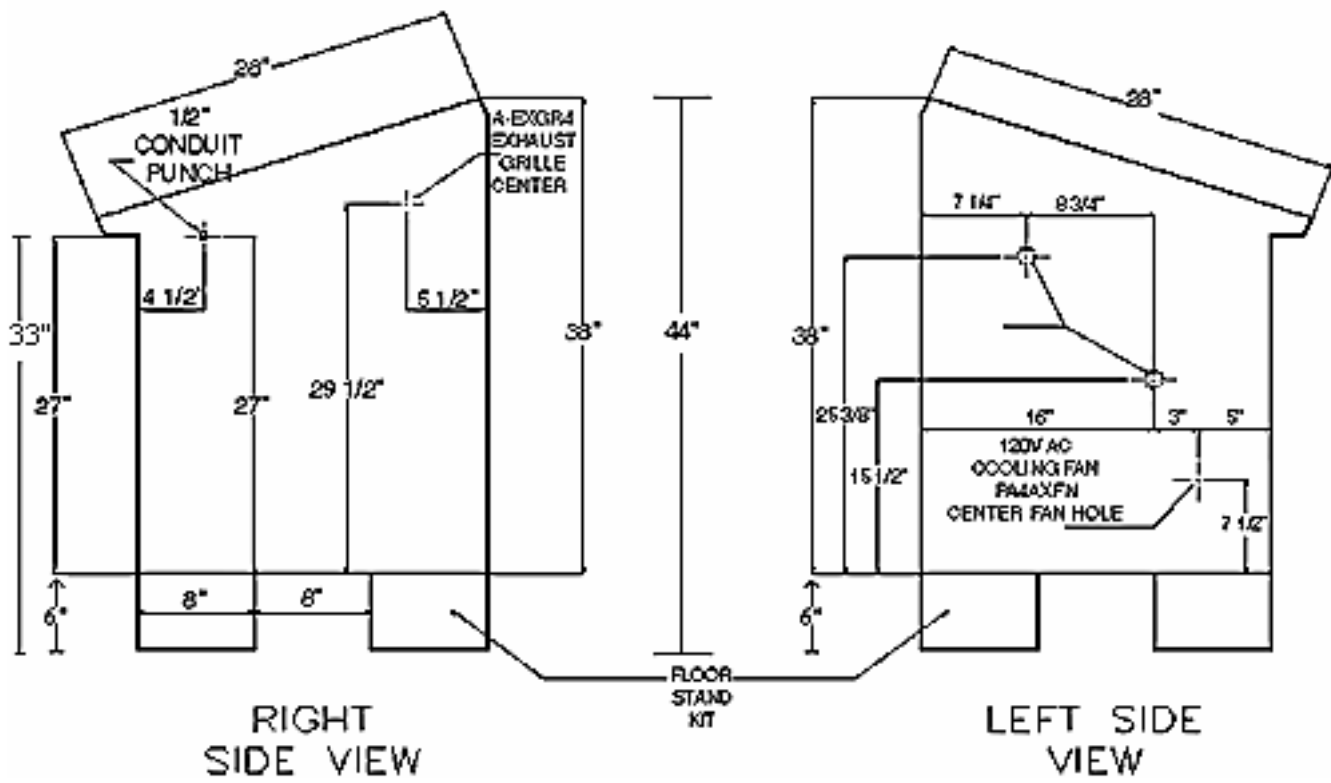 28"
1/2"
CONDUIT
PUNCH
A-EXGR4
EXHAUST
GRILLE
CENTER
4 1/2"
5 1/2"
33"
27"
27"
29 1/2"
38"
44"
6"
8"
8"
RIGHT
SIDE VIEW
FLOOR
STAND
KIT
28"
7 1/4"
8 3/4"
38"
25 3/8"
15 1/2"
16"
3"
5"
120V AC
COOLING FAN
PA4AXFN
CENTER FAN HOLE
7 1/2"
6"
LEFT SIDE
VIEW